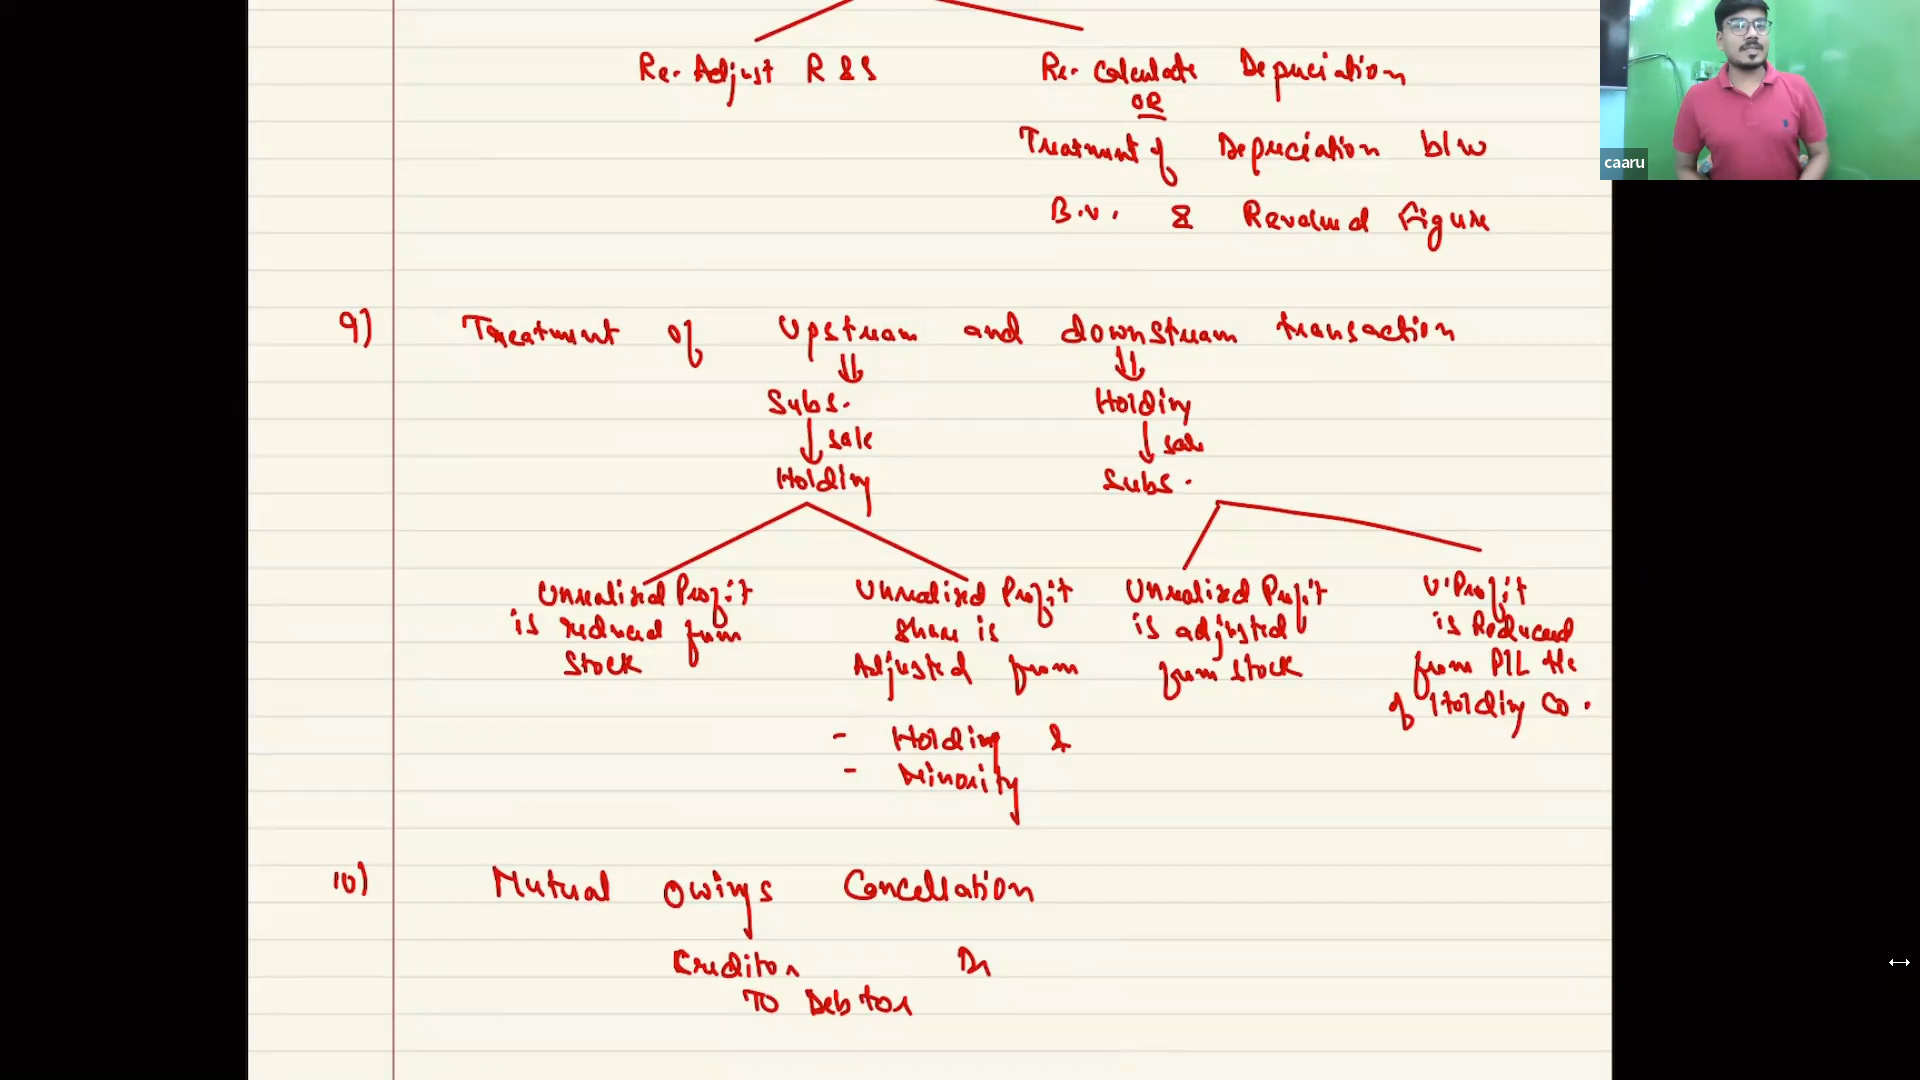 Re-Adjust R & S
Re-Calculate Depreciation
OR
Treatment of Depreciation b/w
B.V. & Revalued Figure
caaru
9) Treatment of Upstream and downstream transaction
Subs.
Holding
sale
sale
Holding
Subs.
Unrealised Profit
is reduced from
Stock
Unrealised Profit
Share is
Adjusted from
- Holding &
- Minority
Unrealised Profit
is adjusted
from stock
U. Profit
is Reduced
from P/L A/c
of Holding Co.
10) Mutual Owings Cancellation
Creditor Dr
To Debtor